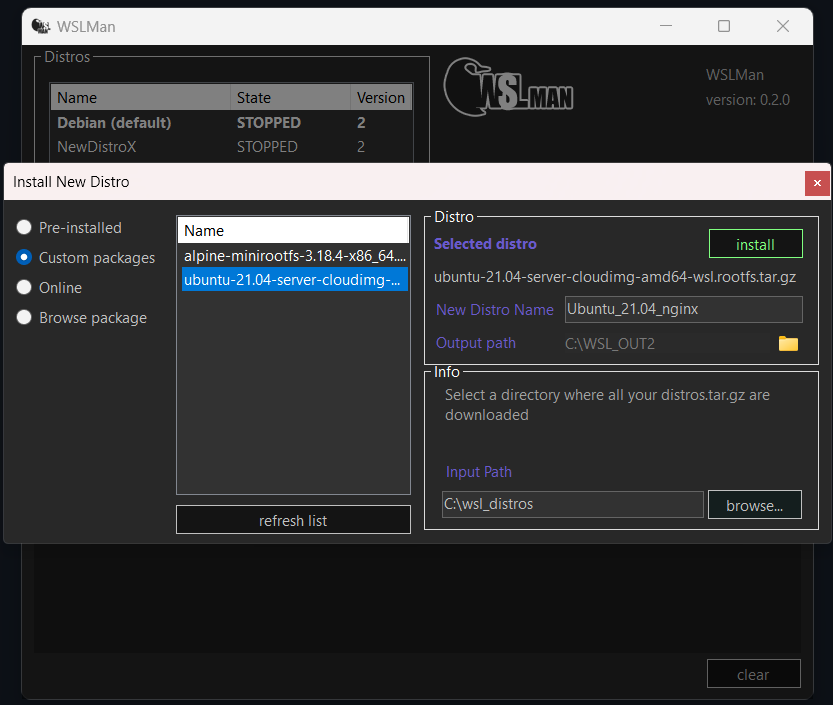 WSLMan
Distros
Name State Version
Debian (default) STOPPED 2
NewDistroX STOPPED 2
WSLMAN
WSLMan
version: 0.2.0
Install New Distro
Pre-installed
Custom packages
Online
Browse package
Name
alpine-minirootfs-3.18.4-x86_64....
ubuntu-21.04-server-cloudimg-...
refresh list
Distro
Selected distro
install
ubuntu-21.04-server-cloudimg-amd64-wsl.rootfs.tar.gz
New Distro Name Ubuntu_21.04_nginx
Output path C:\WSL_OUT2
Info
Select a directory where all your distros.tar.gz are
downloaded
Input Path
C:\wsl_distros
browse...
clear